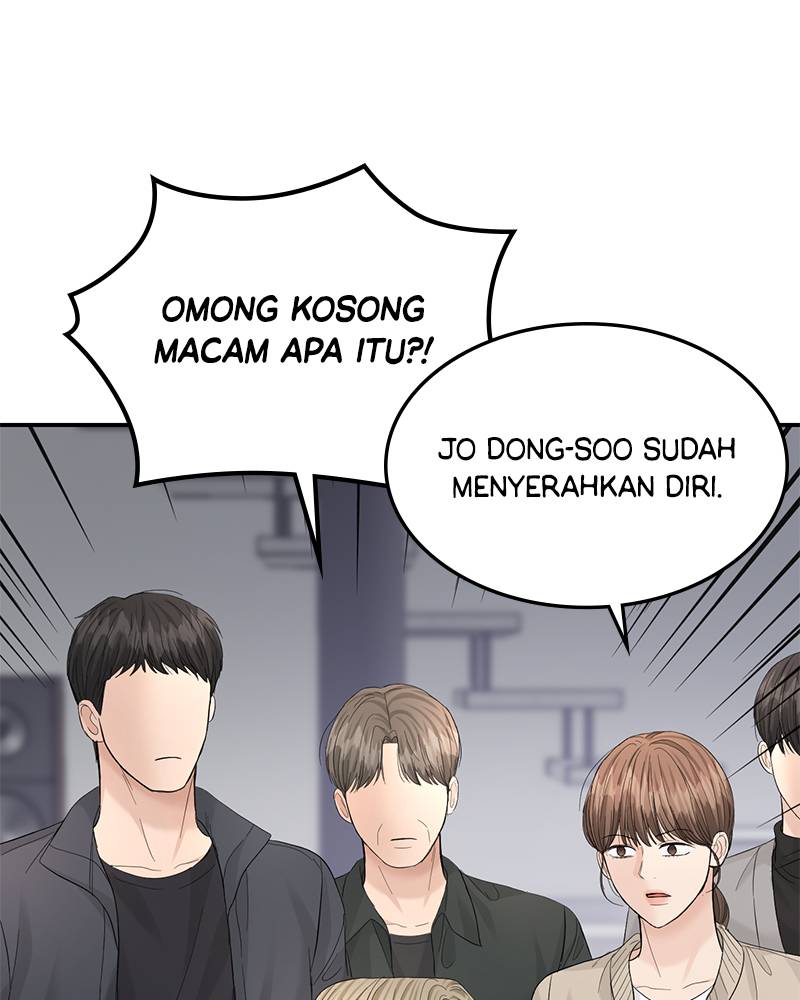 OMONG KOSONG
MACAM APA ITU?!
JO DONG-SOO SUDAH
MENYERAHKAN DIRI.